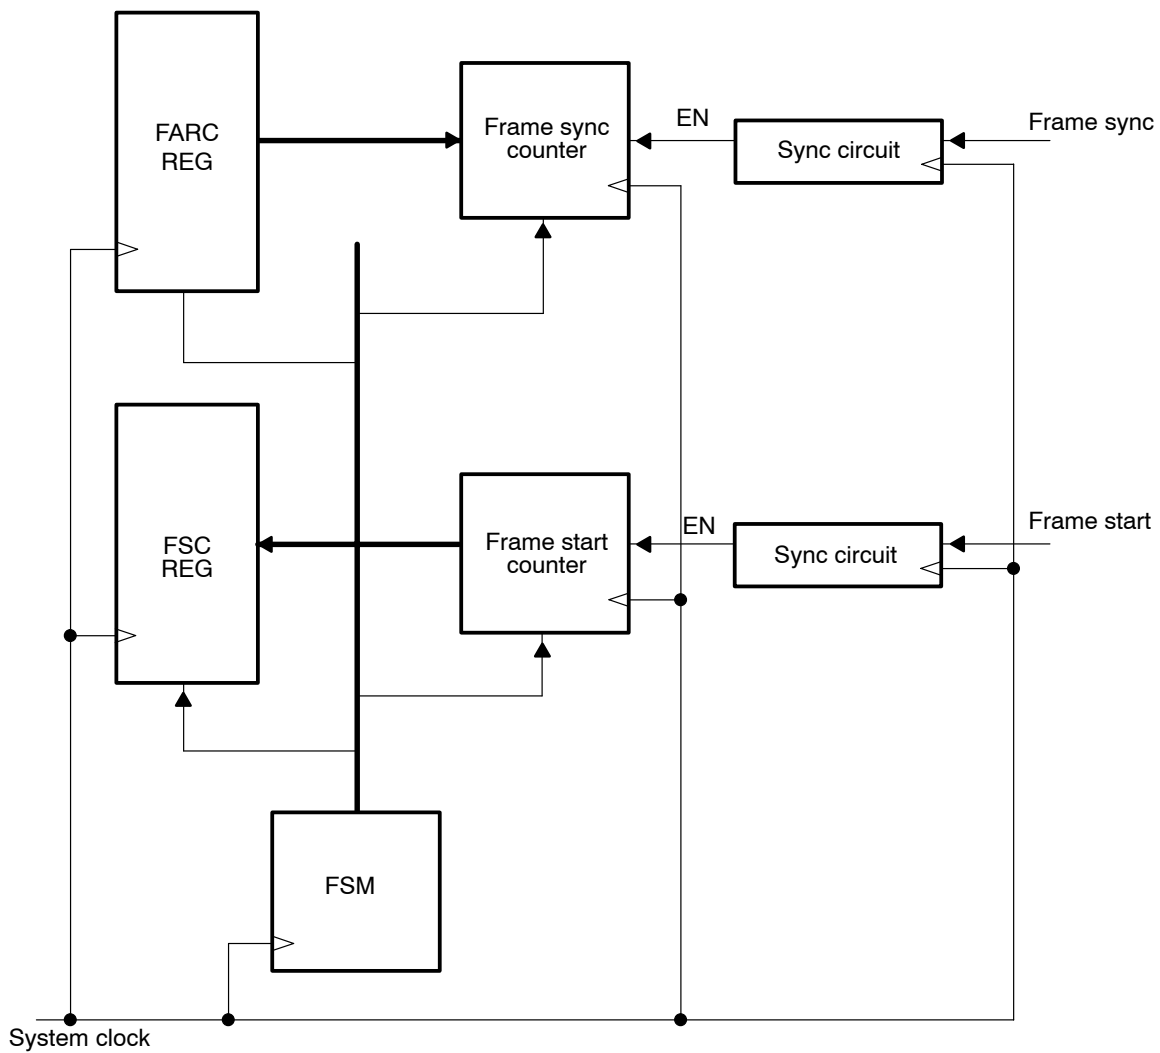 FARC
REG
Frame sync
counter
EN
Sync circuit
Frame sync
FSC
REG
Frame start
counter
EN
Sync circuit
Frame start
FSM
System clock